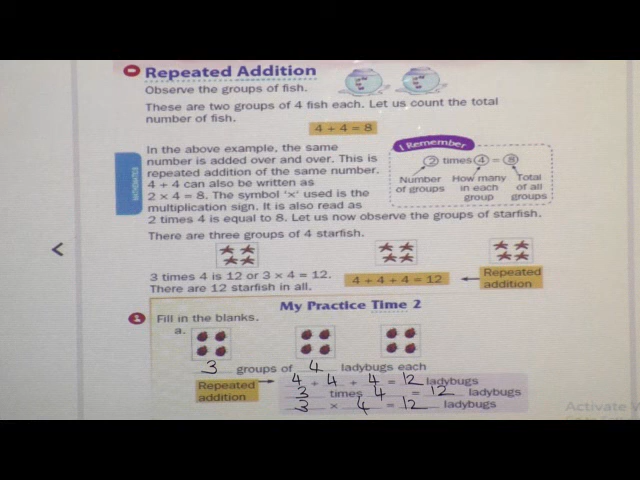 Repeated Addition
Observe the groups of fish.
These are two groups of 4 fish each. Let us count the total
number of fish.
4 + 4 = 8
In the above example, the same
number is added over and over. This is
repeated addition of the same number.
4 + 4 can also be written as
2 × 4 = 8. The symbol 'x' used is the
multiplication sign. It is also read as
2 times 4 is equal to 8. Let us now observe the groups of starfish.
I Remember
2 times 4 = 8
Number of groups
How many in each group
Total of all groups
There are three groups of 4 starfish.
3 times 4 is 12 or 3 × 4 = 12.
There are 12 starfish in all.
4 + 4 + 4 = 12
Repeated addition
My Practice Time 2
1 Fill in the blanks.
a.
3 groups of 4 ladybugs each
Repeated addition
4 + 4 + 4 = 12 ladybugs
3 times 4 = 12 ladybugs
3 × 4 = 12 ladybugs
Activate